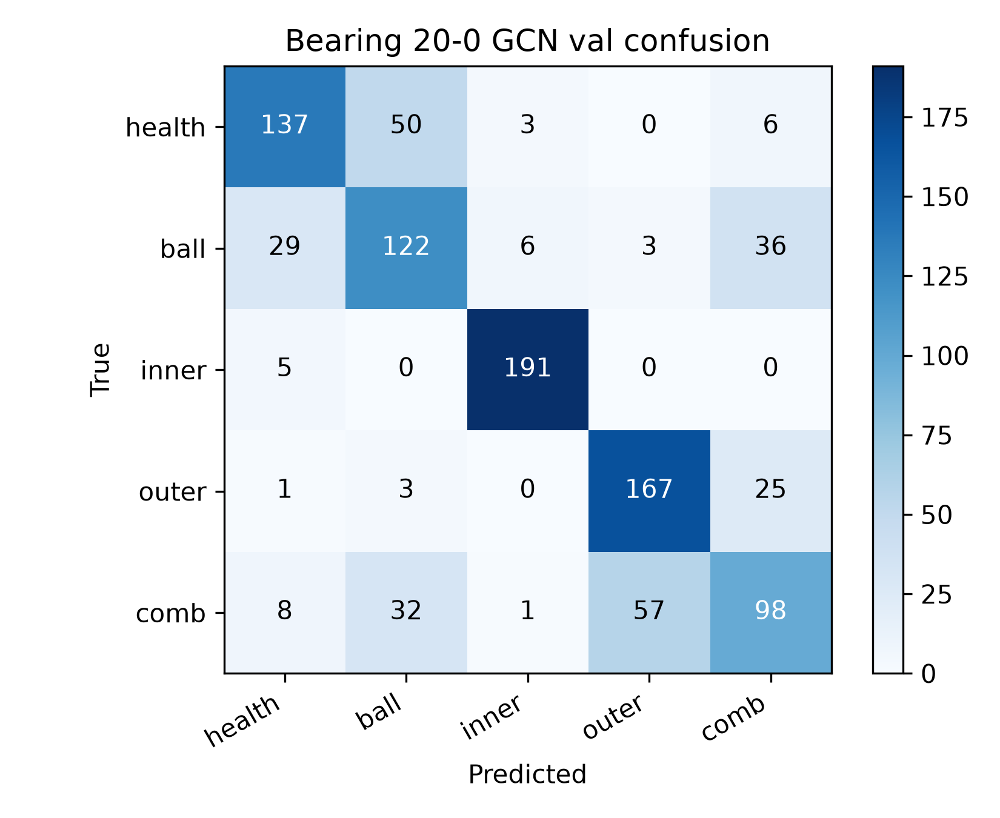 Bearing 20-0 GCN val confusion
health 137 50 3 0 6
ball 29 122 6 3 36
inner 5 0 191 0 0
outer 1 3 0 167 25
comb 8 32 1 57 98
True
health ball inner outer comb
Predicted
175
150
125
100
75
50
25
0